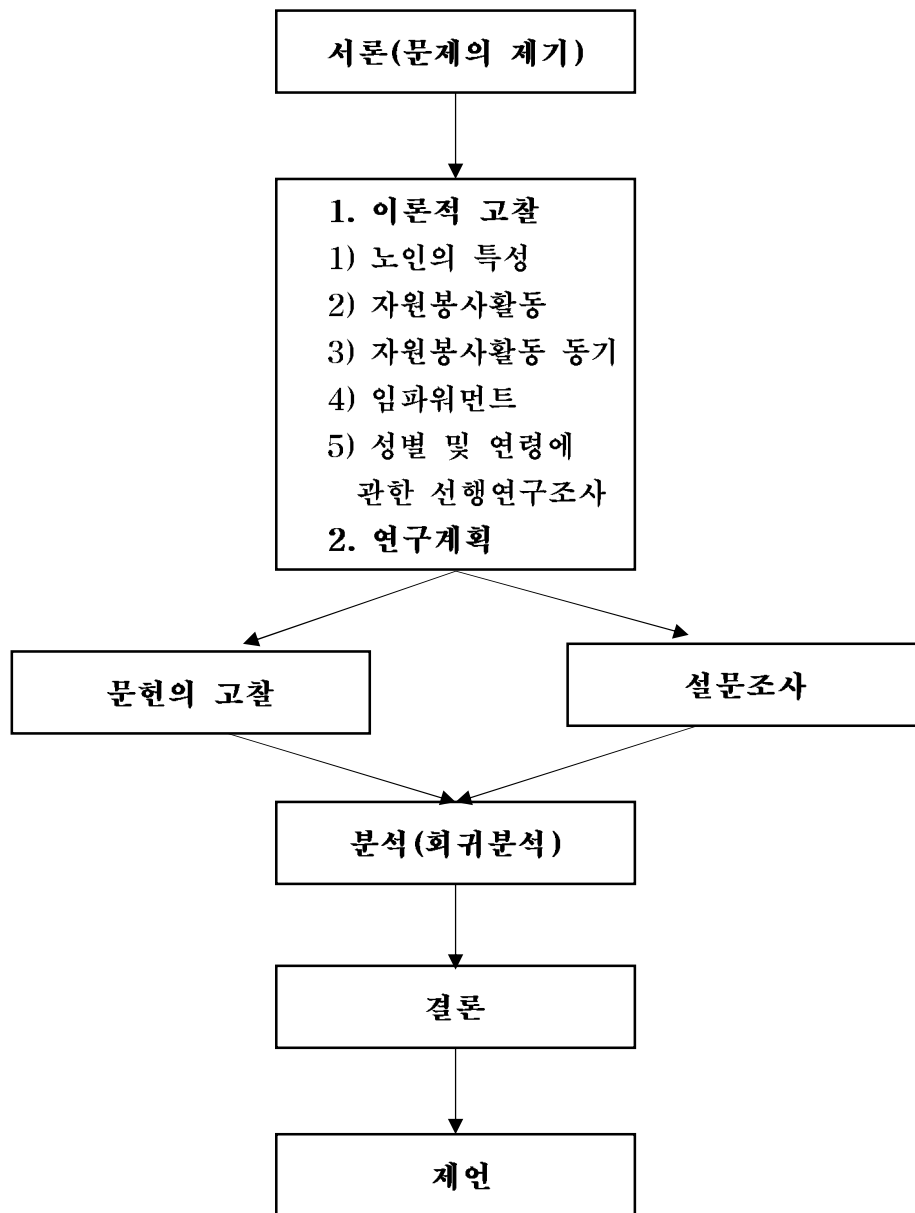 서론(문제의 제기)
1. 이론적 고찰
1) 노인의 특성
2) 자원봉사활동
3) 자원봉사활동 동기
4) 임파워먼트
5) 성별 및 연령에
관한 선행연구조사
2. 연구계획
문헌의 고찰
설문조사
분석(회귀분석)
결론
제언